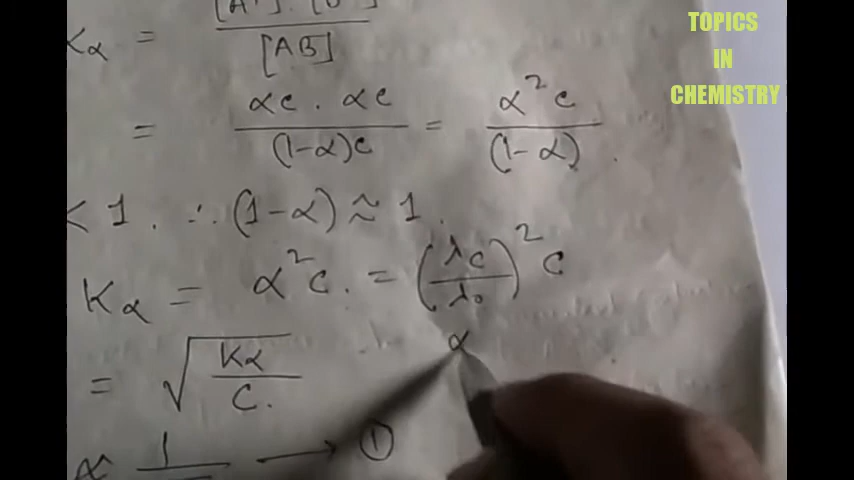 TOPICS
IN
CHEMISTRY
Kα =
[AB]
= αc . αc / (1-α)c = α²c / (1-α) .
< 1 . ∴ (1-α) ≈ 1 .
Kα = α²c . = (λc / λ0)² c
α
= √(Kα / C.)
α 1 → ①